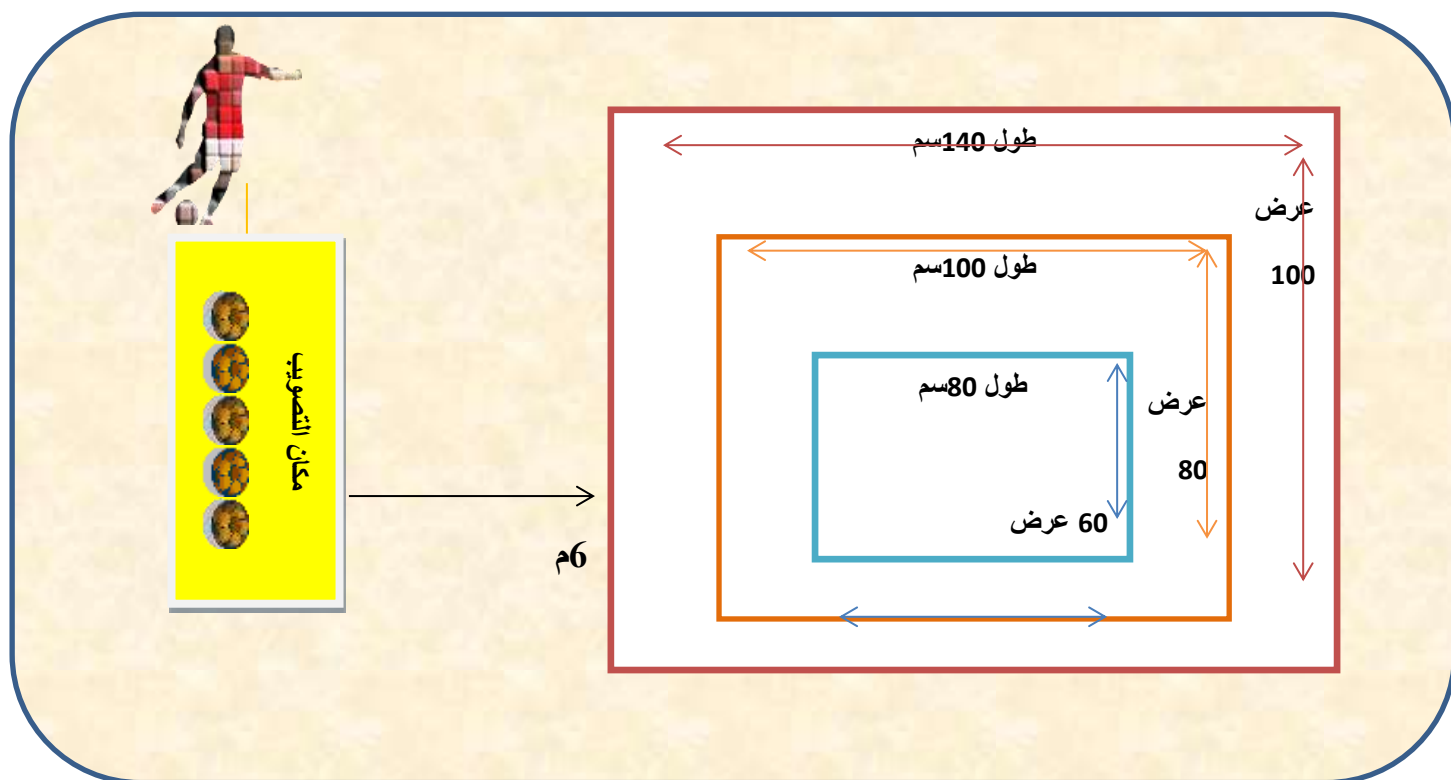 طول 140سم
عرض
100
طول 100سم
عرض
80
طول 80سم
60 عرض
مكان التصويب
6م